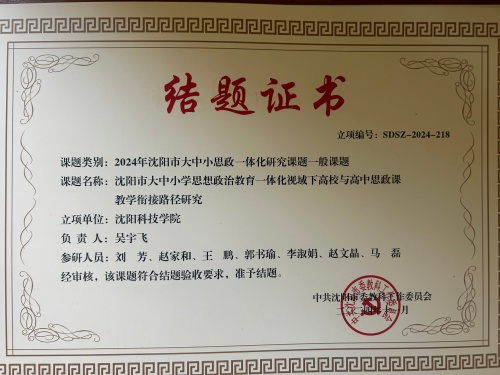 结题证书
立项编号：SDSZ-2024-218
课题类别：2024年沈阳市大中小思政一体化研究课题一般课题
课题名称：沈阳市大中小学思想政治教育一体化视域下高校与高中思政课
教学衔接路径研究
立项单位：沈阳科技学院
负 责 人：吴宇飞
参研人员：刘 芳、赵家和、王 鹏、郭书瑜、李淑娟、赵文晶、马 磊
经审核，该课题符合结题验收要求，准予结题。
中共沈阳市委教科工作委员会
月